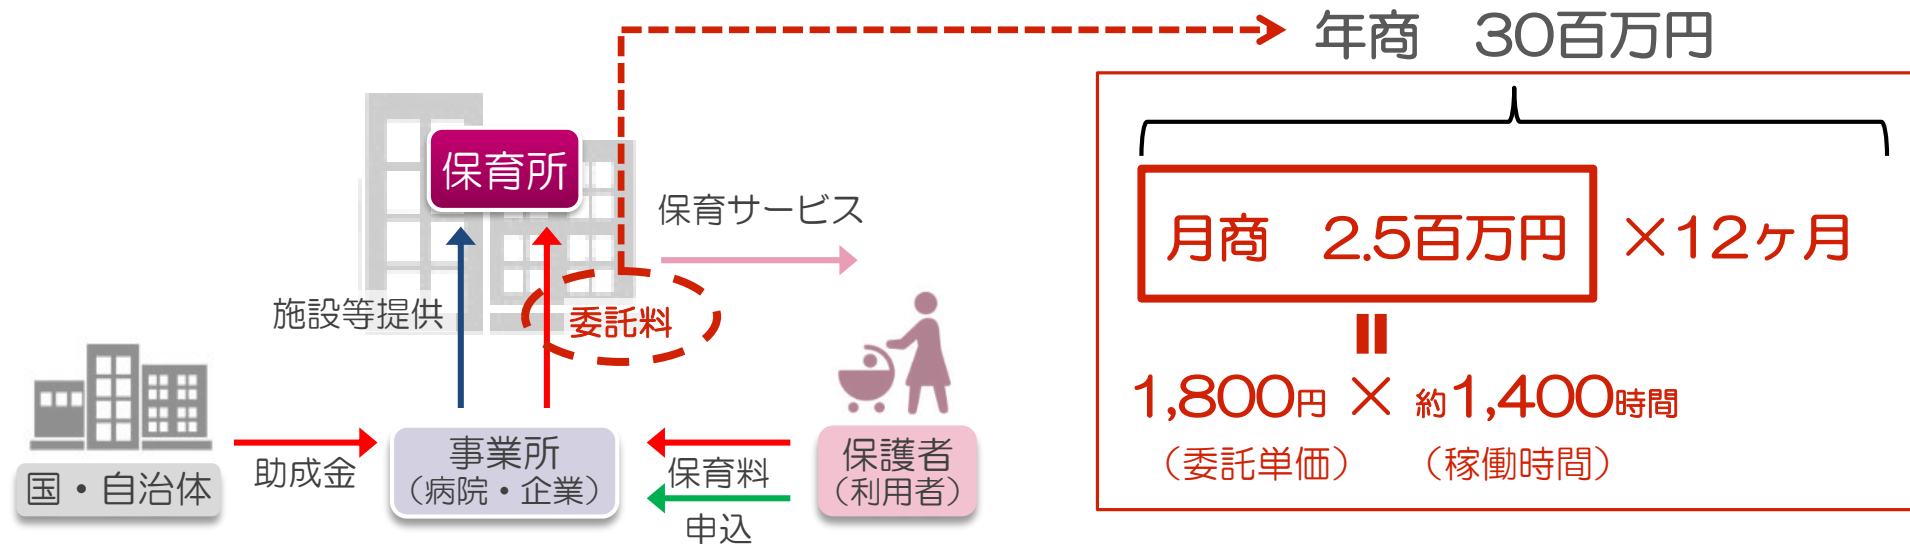 年商　30百万円
保育所
保育サービス
月商　2.5百万円 ×12ヶ月
施設等提供
委託料
＝
1,800円 × 約1,400時間
（委託単価）　（稼働時間）
国・自治体
助成金
事業所
（病院・企業）
保育料
申込
保護者
（利用者）